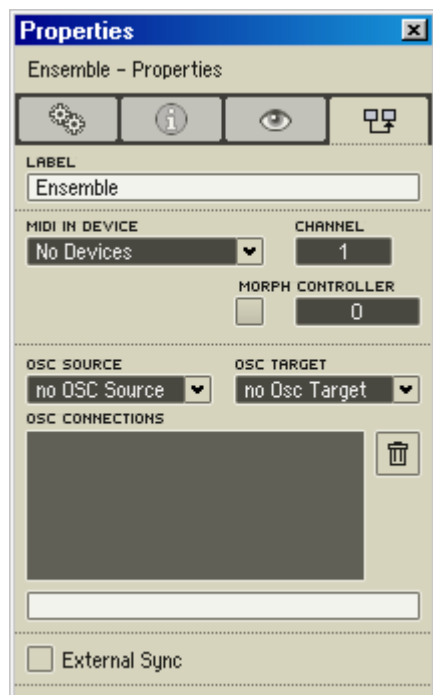 Properties
Ensemble – Properties
LABEL
Ensemble
MIDI IN DEVICE CHANNEL
No Devices 1
MORPH CONTROLLER
0
OSC SOURCE OSC TARGET
no OSC Source no Osc Target
OSC CONNECTIONS
External Sync